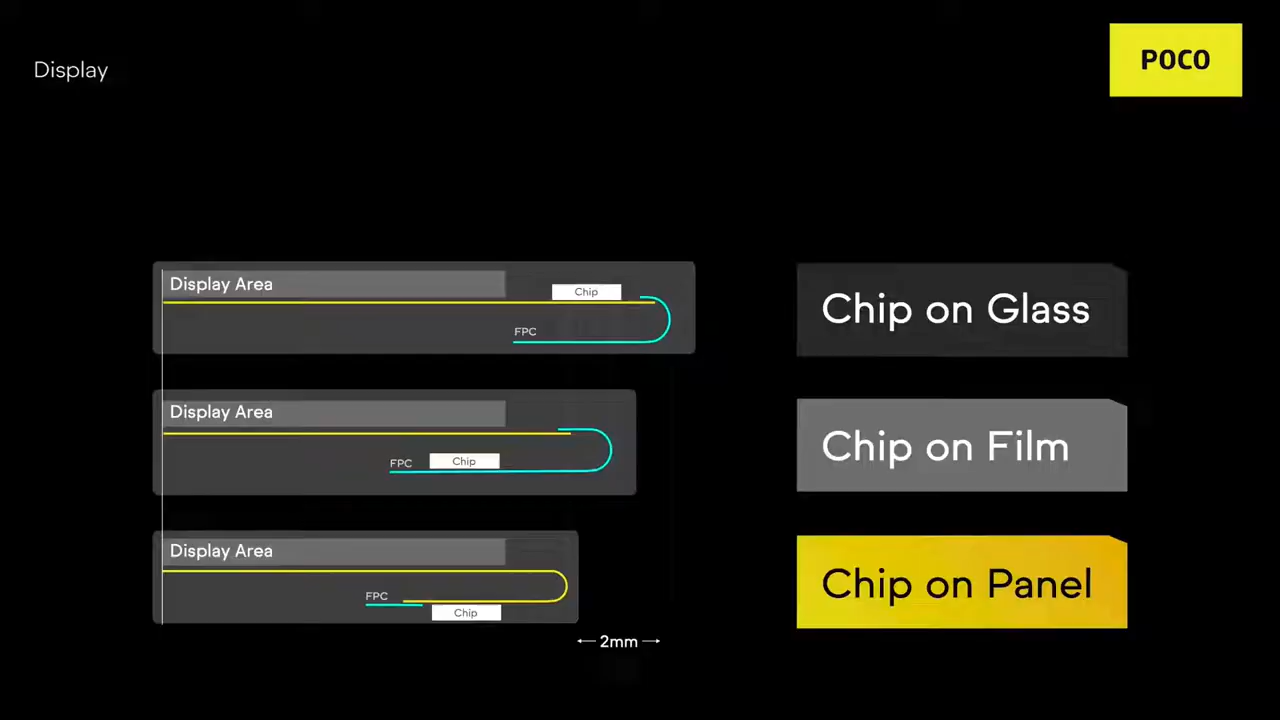 Display
POCO
Display Area
Chip
FPC
Chip on Glass
Display Area
FPC
Chip
Chip on Film
Display Area
FPC
Chip
Chip on Panel
2mm